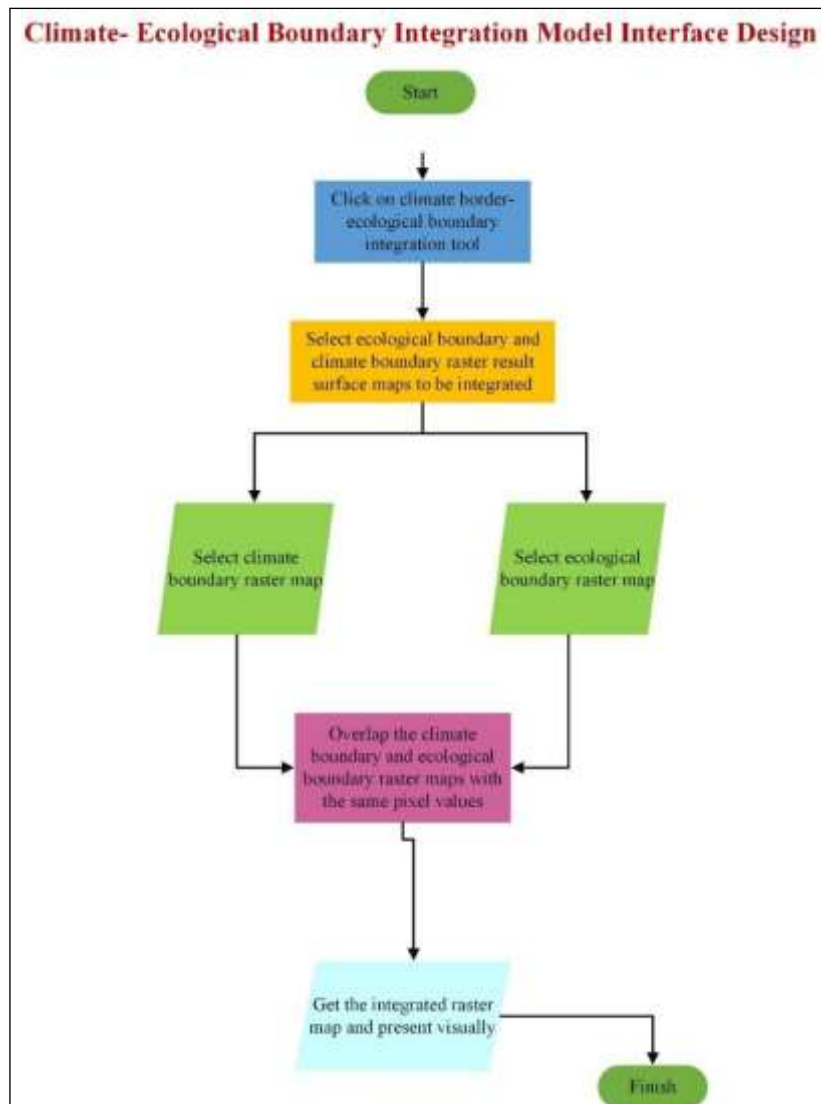 Climate- Ecological Boundary Integration Model Interface Design
Start
Click on climate border-
ecological boundary
integration tool
Select ecological boundary and
climate boundary raster result
surface maps to be integrated
Select climate
boundary raster map
Select ecological
boundary raster map
Overlap the climate
boundary and ecological
boundary raster maps with
the same pixel values
Get the integrated raster
map and present visually
Finish